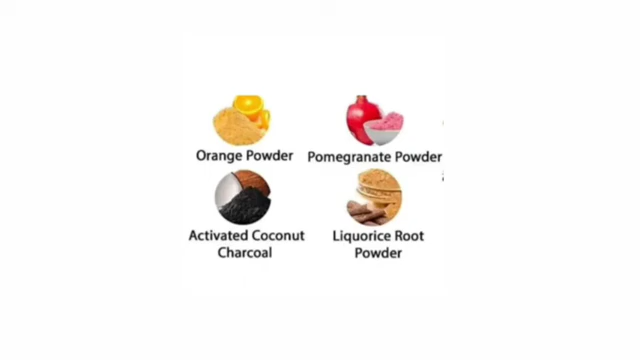 Orange Powder
Pomegranate Powder
Activated Coconut
Charcoal
Liquorice Root
Powder